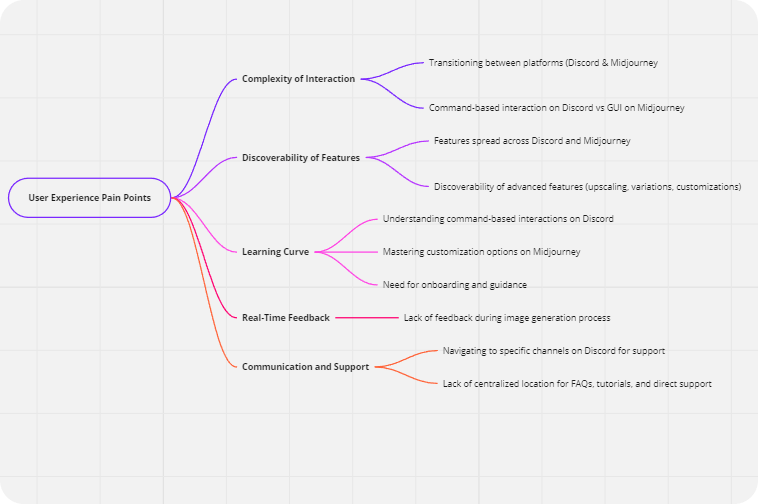 User Experience Pain Points
Complexity of Interaction
Transitioning between platforms (Discord & Midjourney
Command-based interaction on Discord vs GUI on Midjourney
Discoverability of Features
Features spread across Discord and Midjourney
Discoverability of advanced features (upscaling, variations, customizations)
Learning Curve
Understanding command-based interactions on Discord
Mastering customization options on Midjourney
Need for onboarding and guidance
Real-Time Feedback
Lack of feedback during image generation process
Communication and Support
Navigating to specific channels on Discord for support
Lack of centralized location for FAQs, tutorials, and direct support